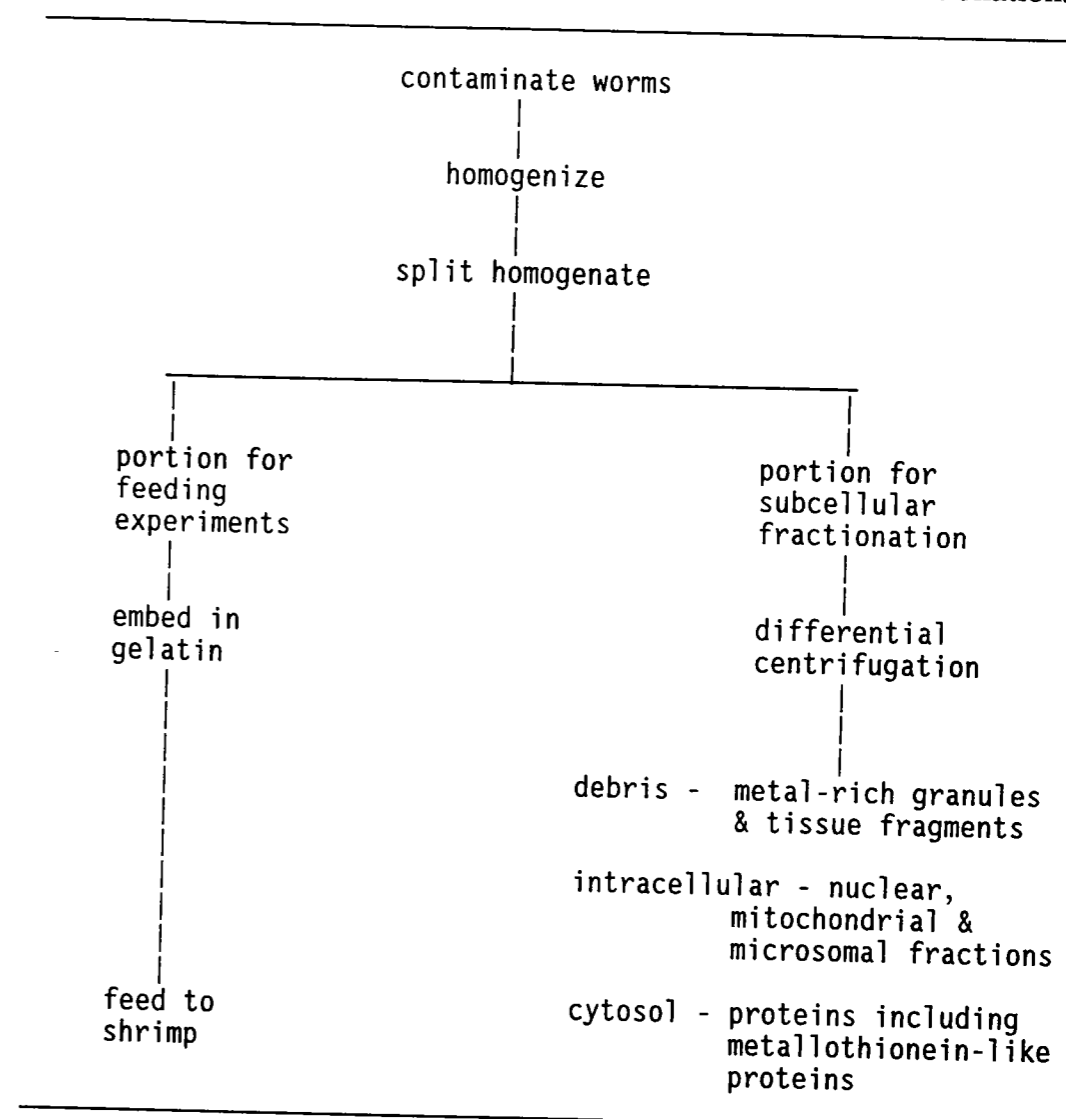 contaminate worms
homogenize
split homogenate
portion for
feeding
experiments
embed in
gelatin
feed to
shrimp
portion for
subcellular
fractionation
differential
centrifugation
debris - metal-rich granules
& tissue fragments
intracellular - nuclear,
mitochondrial &
microsomal fractions
cytosol - proteins including
metallothionein-like
proteins